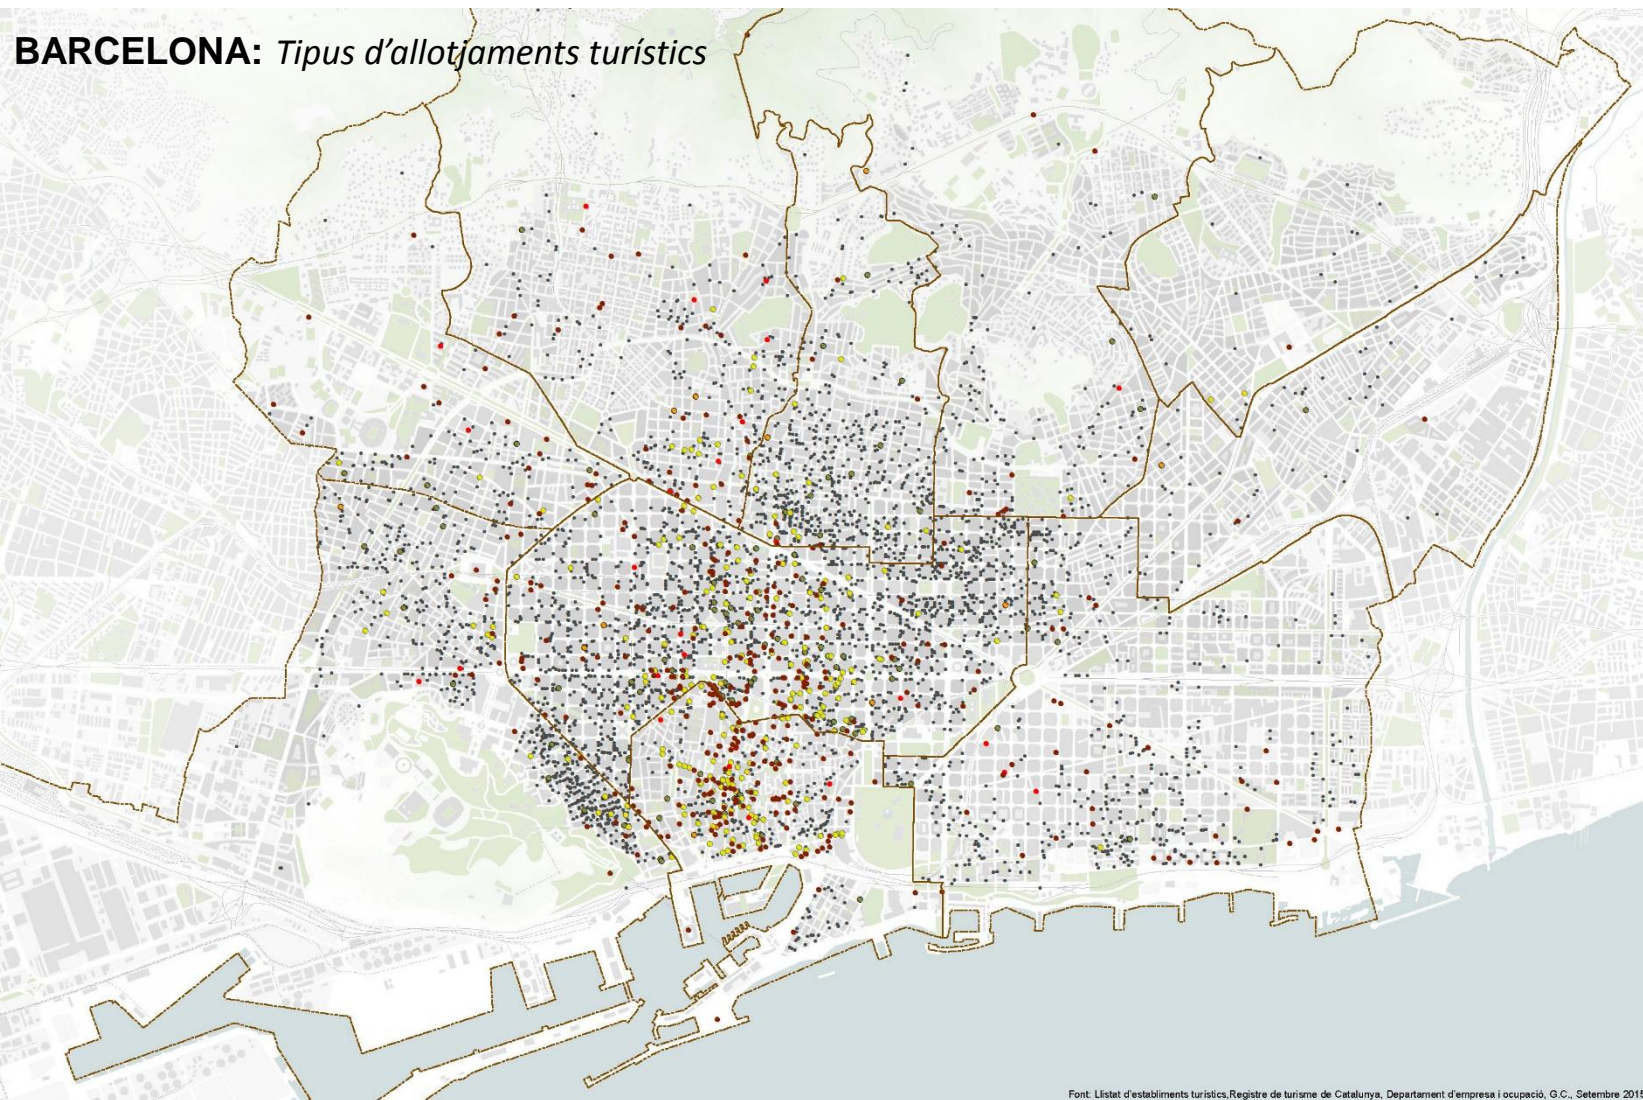 BARCELONA: Tipus d'allotjaments turístics
Font: Llistat d'establiments turístics,Registre de turisme de Catalunya, Departament d'empresa i ocupació, G.C., Setembre 2015